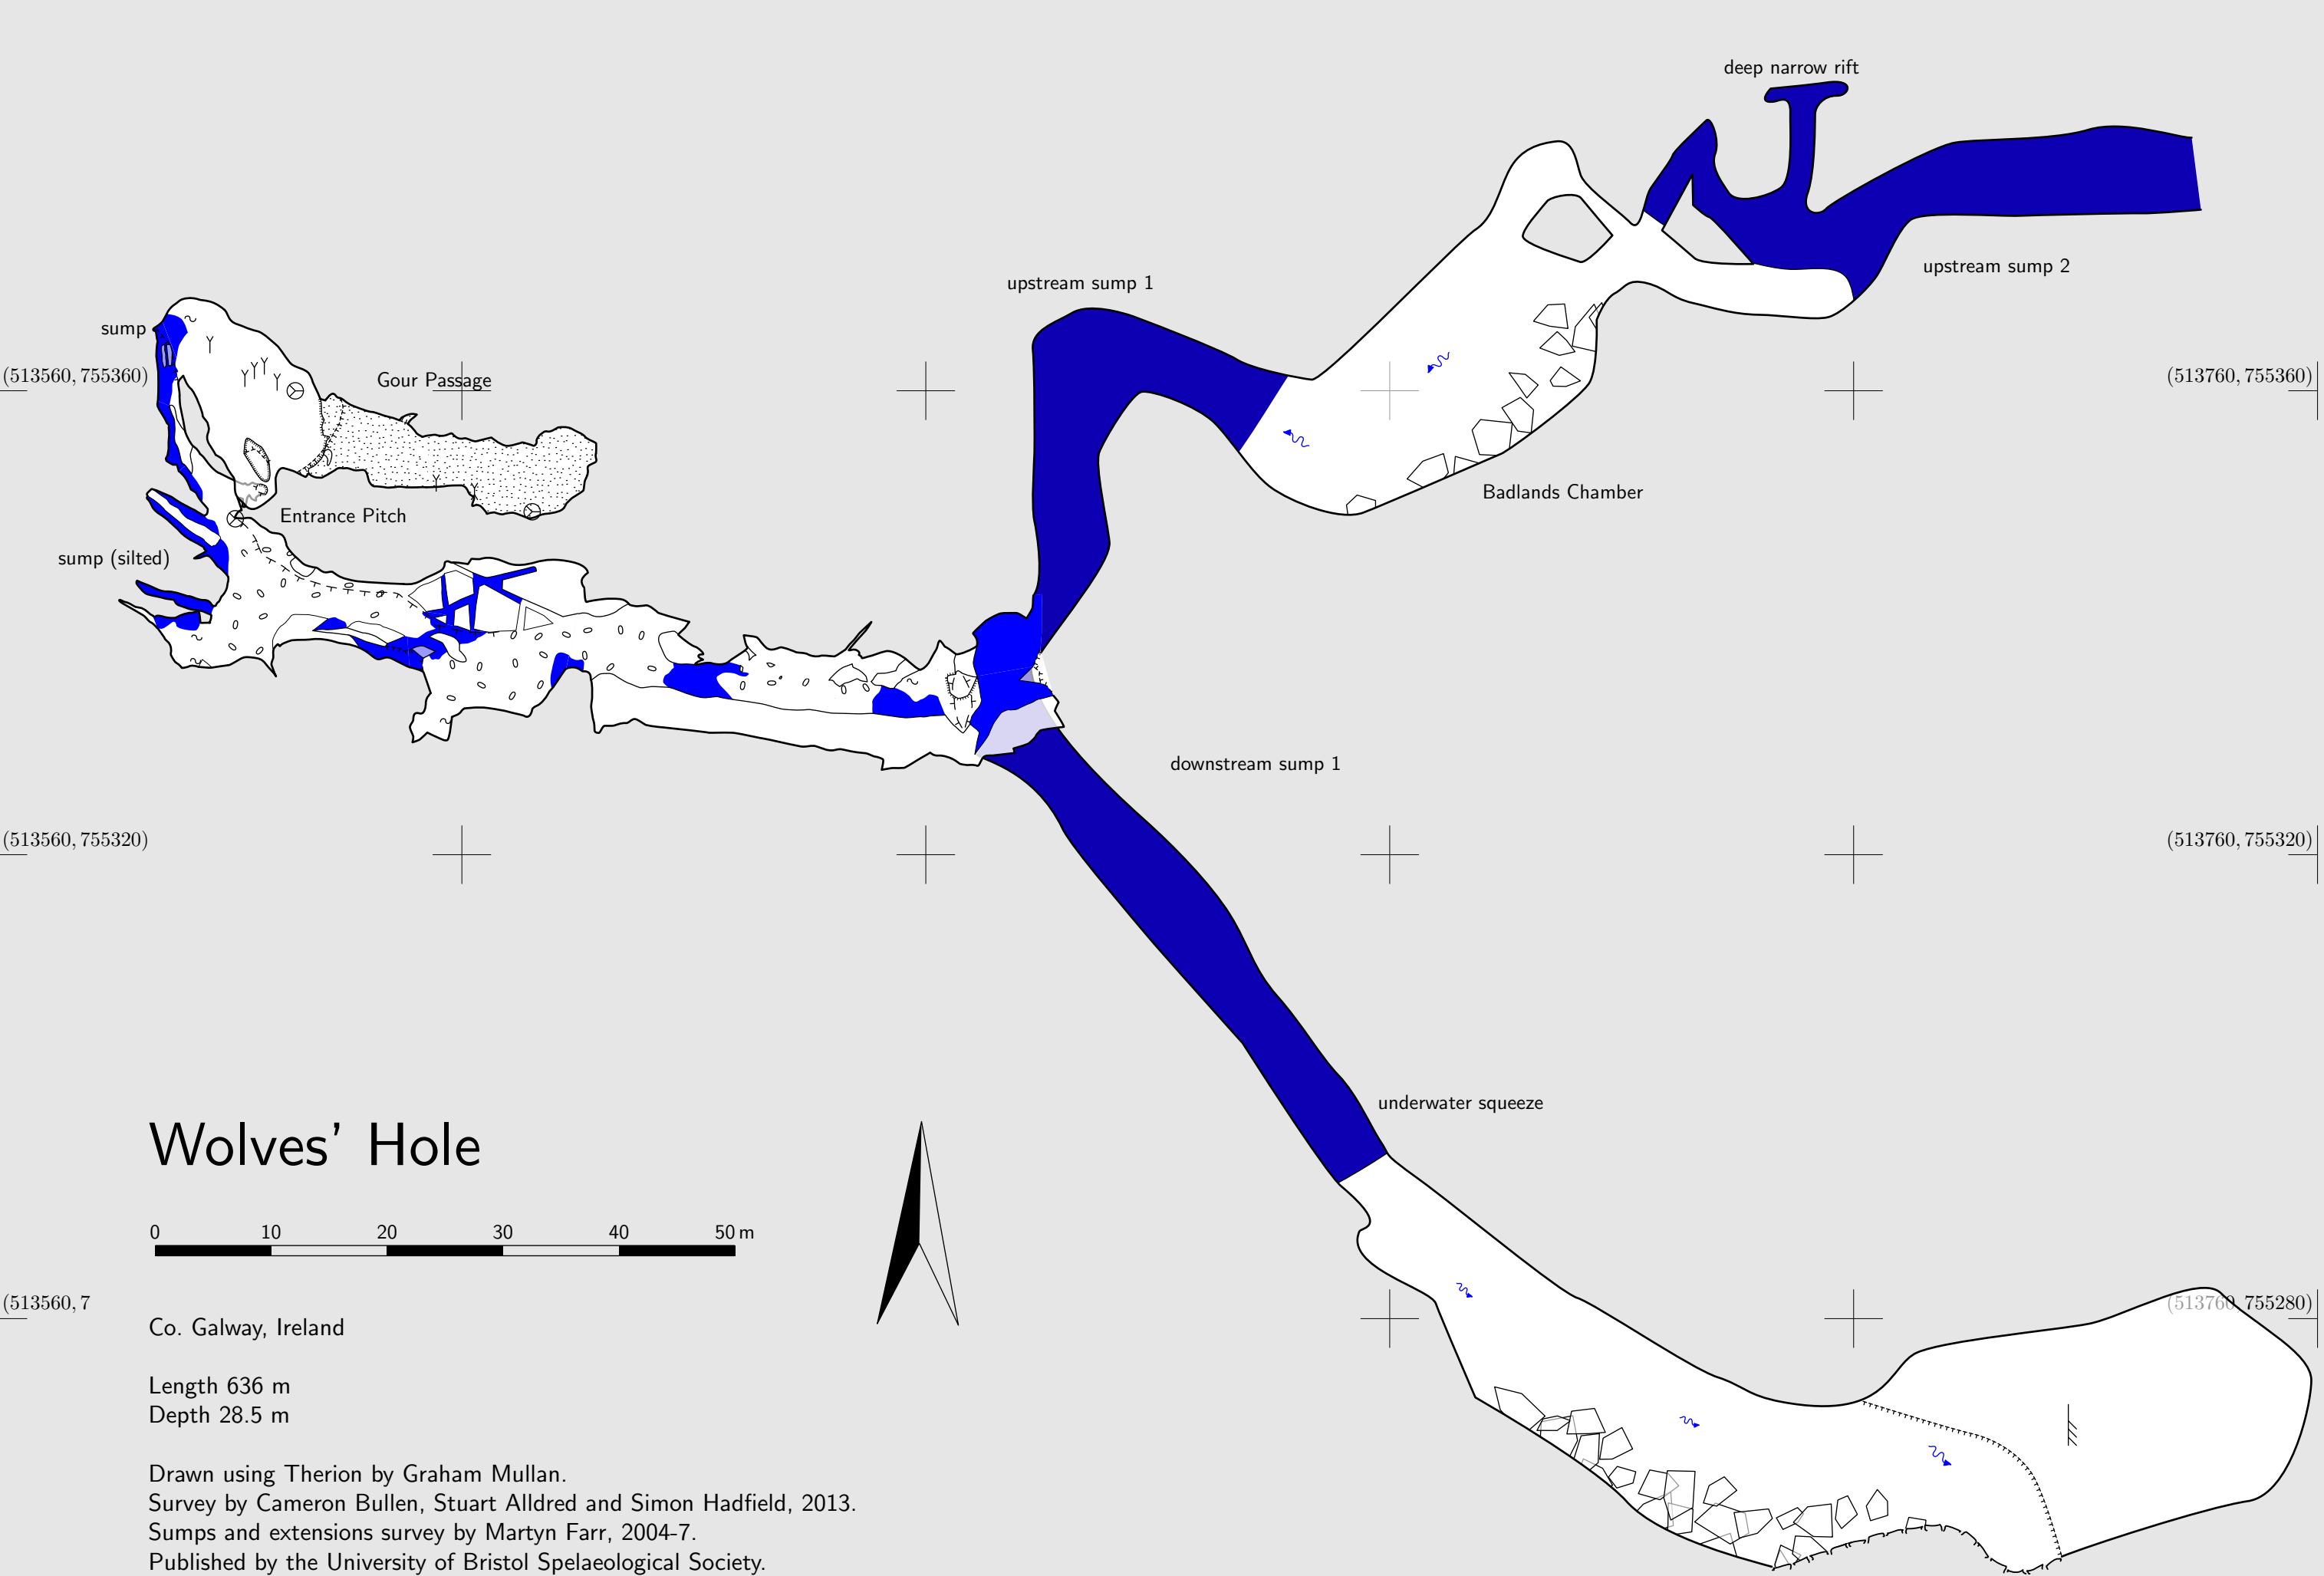 deep narrow rift
upstream sump 2
upstream sump 1
sump
(513560, 755360)
Gour Passage
(513760, 755360)
Badlands Chamber
Entrance Pitch
sump (silted)
downstream sump 1
(513560, 755320)
(513760, 755320)
underwater squeeze
Wolves' Hole
0 10 20 30 40 50 m
(513560, 7
(513760, 755280)
Co. Galway, Ireland
Length 636 m
Depth 28.5 m
Drawn using Therion by Graham Mullan.
Survey by Cameron Bullen, Stuart Alldred and Simon Hadfield, 2013.
Sumps and extensions survey by Martyn Farr, 2004-7.
Published by the University of Bristol Spelaeological Society.